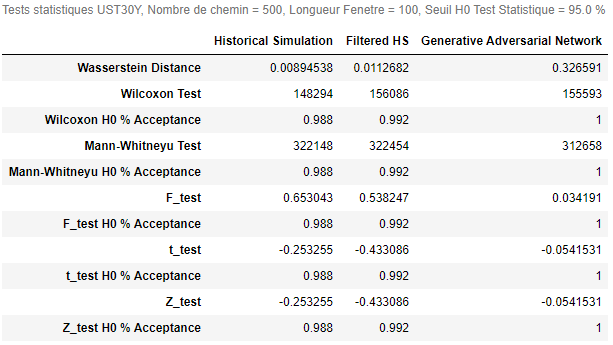 Tests statistiques UST30Y, Nombre de chemin = 500, Longueur Fenetre = 100, Seuil H0 Test Statistique = 95.0 %
Historical Simulation Filtered HS Generative Adversarial Network
Wasserstein Distance 0.00894538 0.0112682 0.326591
Wilcoxon Test 148294 156086 155593
Wilcoxon H0 % Acceptance 0.988 0.992 1
Mann-Whitneyu Test 322148 322454 312658
Mann-Whitneyu H0 % Acceptance 0.988 0.992 1
F_test 0.653043 0.538247 0.034191
F_test H0 % Acceptance 0.988 0.992 1
t_test -0.253255 -0.433086 -0.0541531
t_test H0 % Acceptance 0.988 0.992 1
Z_test -0.253255 -0.433086 -0.0541531
Z_test H0 % Acceptance 0.988 0.992 1